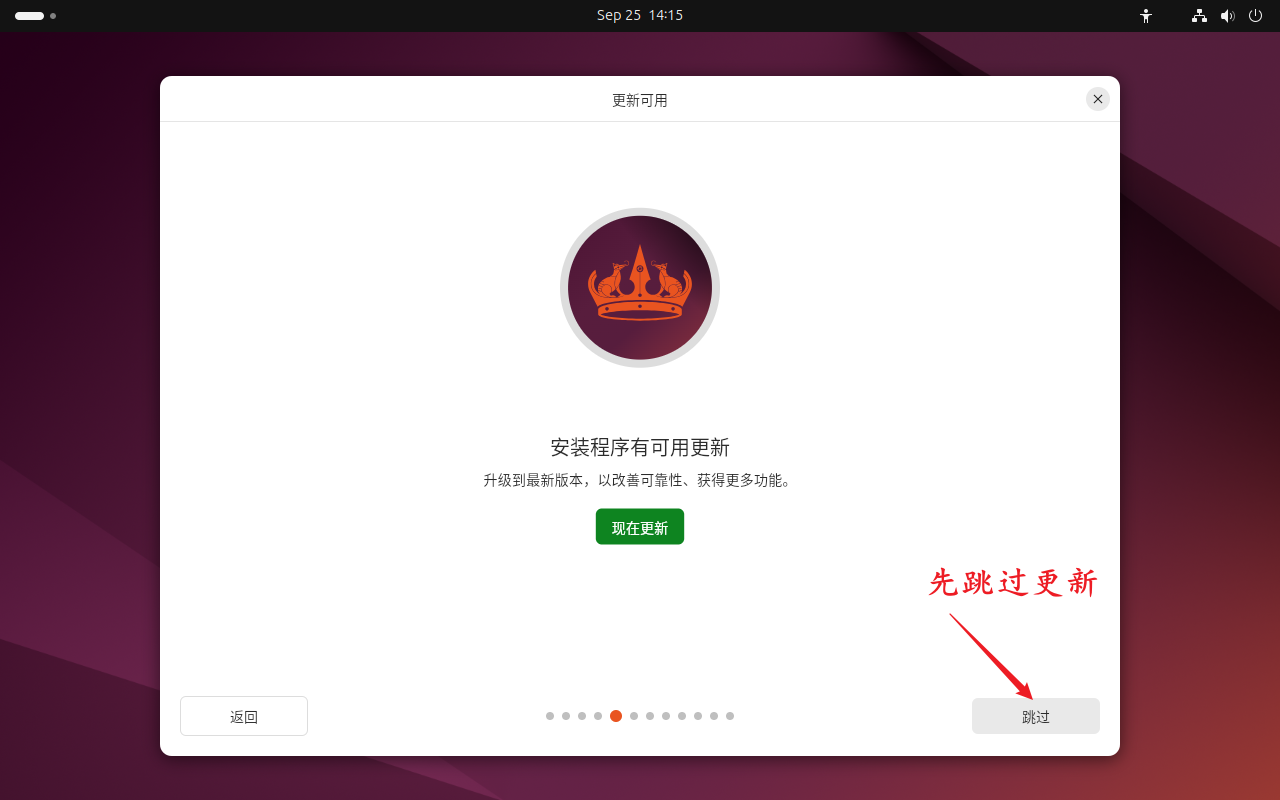 Sep 25 14:15
更新可用
安装程序有可用更新
升级到最新版本，以改善可靠性、获得更多功能。
现在更新
先跳过更新
返回
跳过